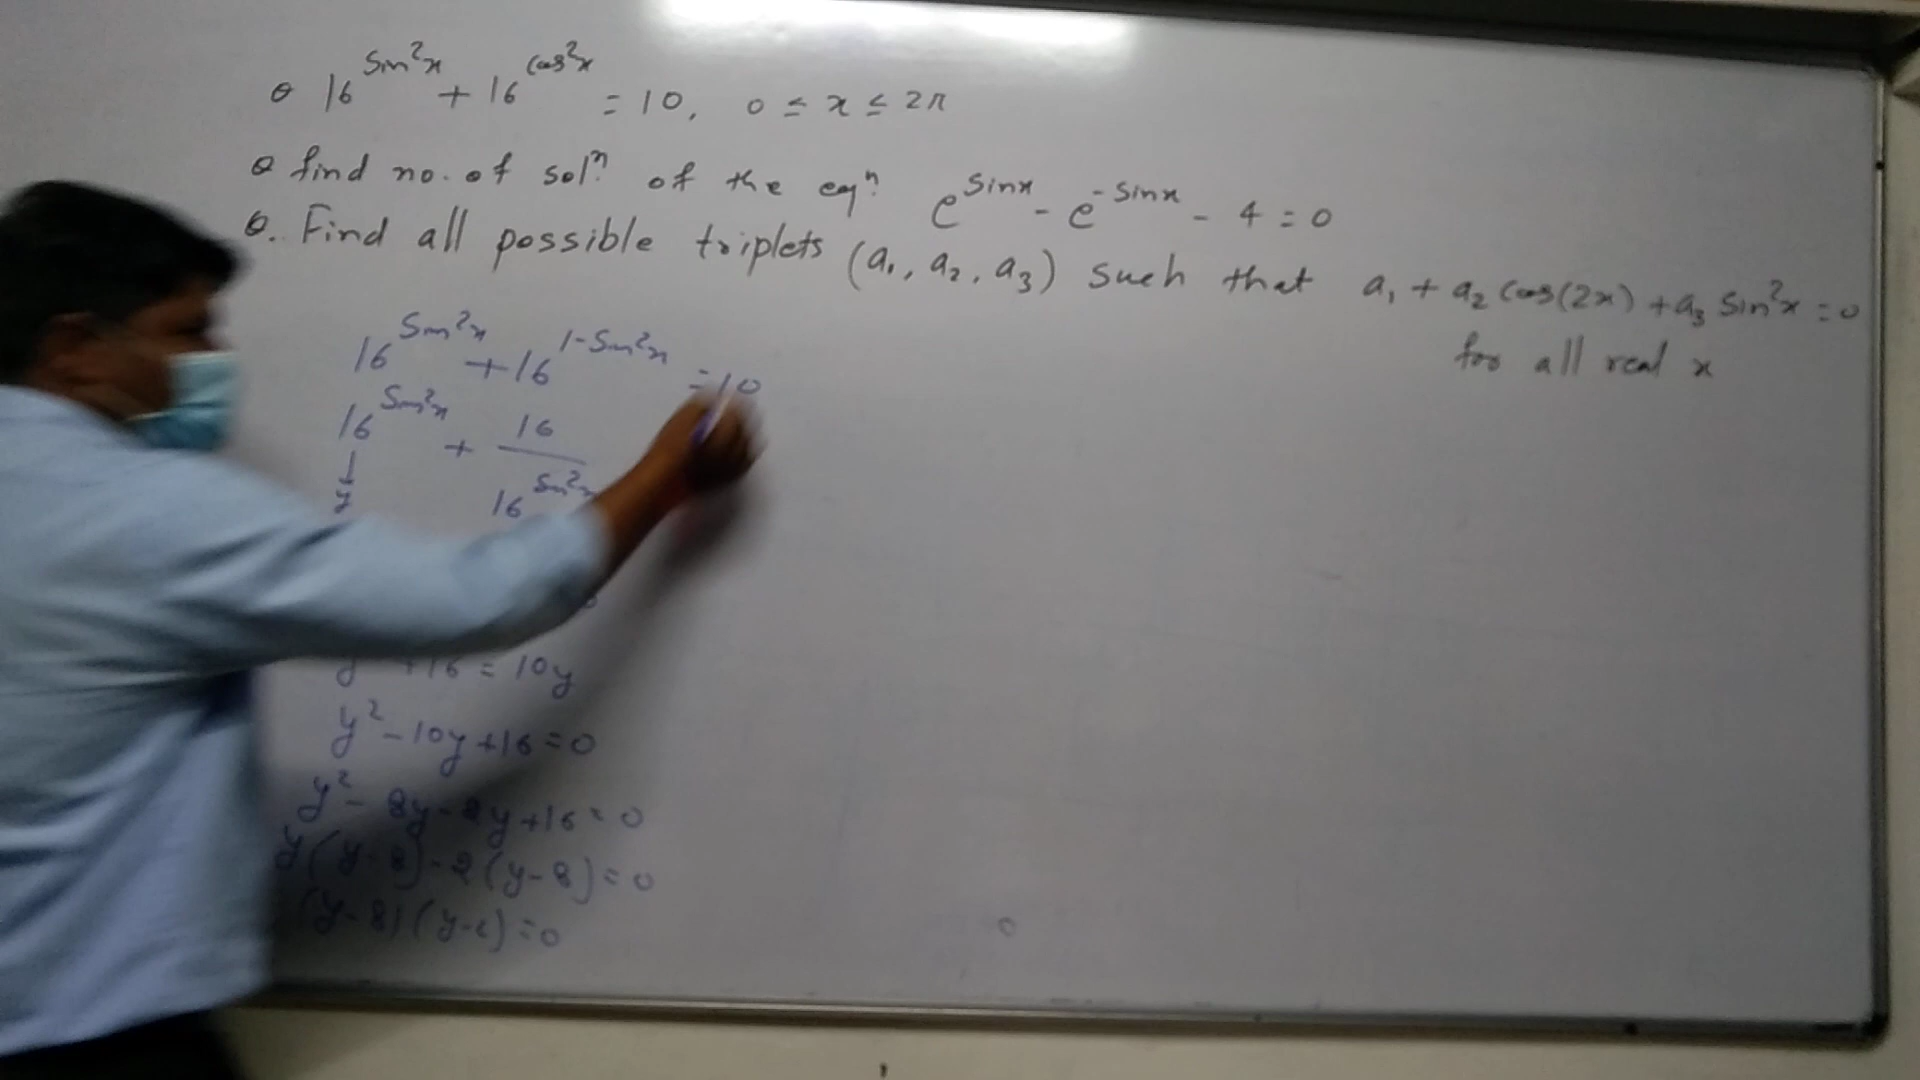 Q 16^{sin²x} + 16^{cos²x} = 10, 0 ≤ x ≤ 2π
Q find no. of solⁿ. of the eqⁿ. e^{sinx} - e^{-sinx} - 4 = 0
Q. Find all possible triplets (a₁, a₂, a₃) such that a₁ + a₂ cos(2x) + a₃ sin²x = 0
for all real x
16^{sin²x} + 16^{1-sin²x} = 10
16^{sin²x} + 16/16^{sin²x}
↓
y
+ 16 = 10y
y² - 10y + 16 = 0
y² - 8y - 2y + 16 = 0
y(y-8) - 2(y-8) = 0
(y-8)(y-2) = 0